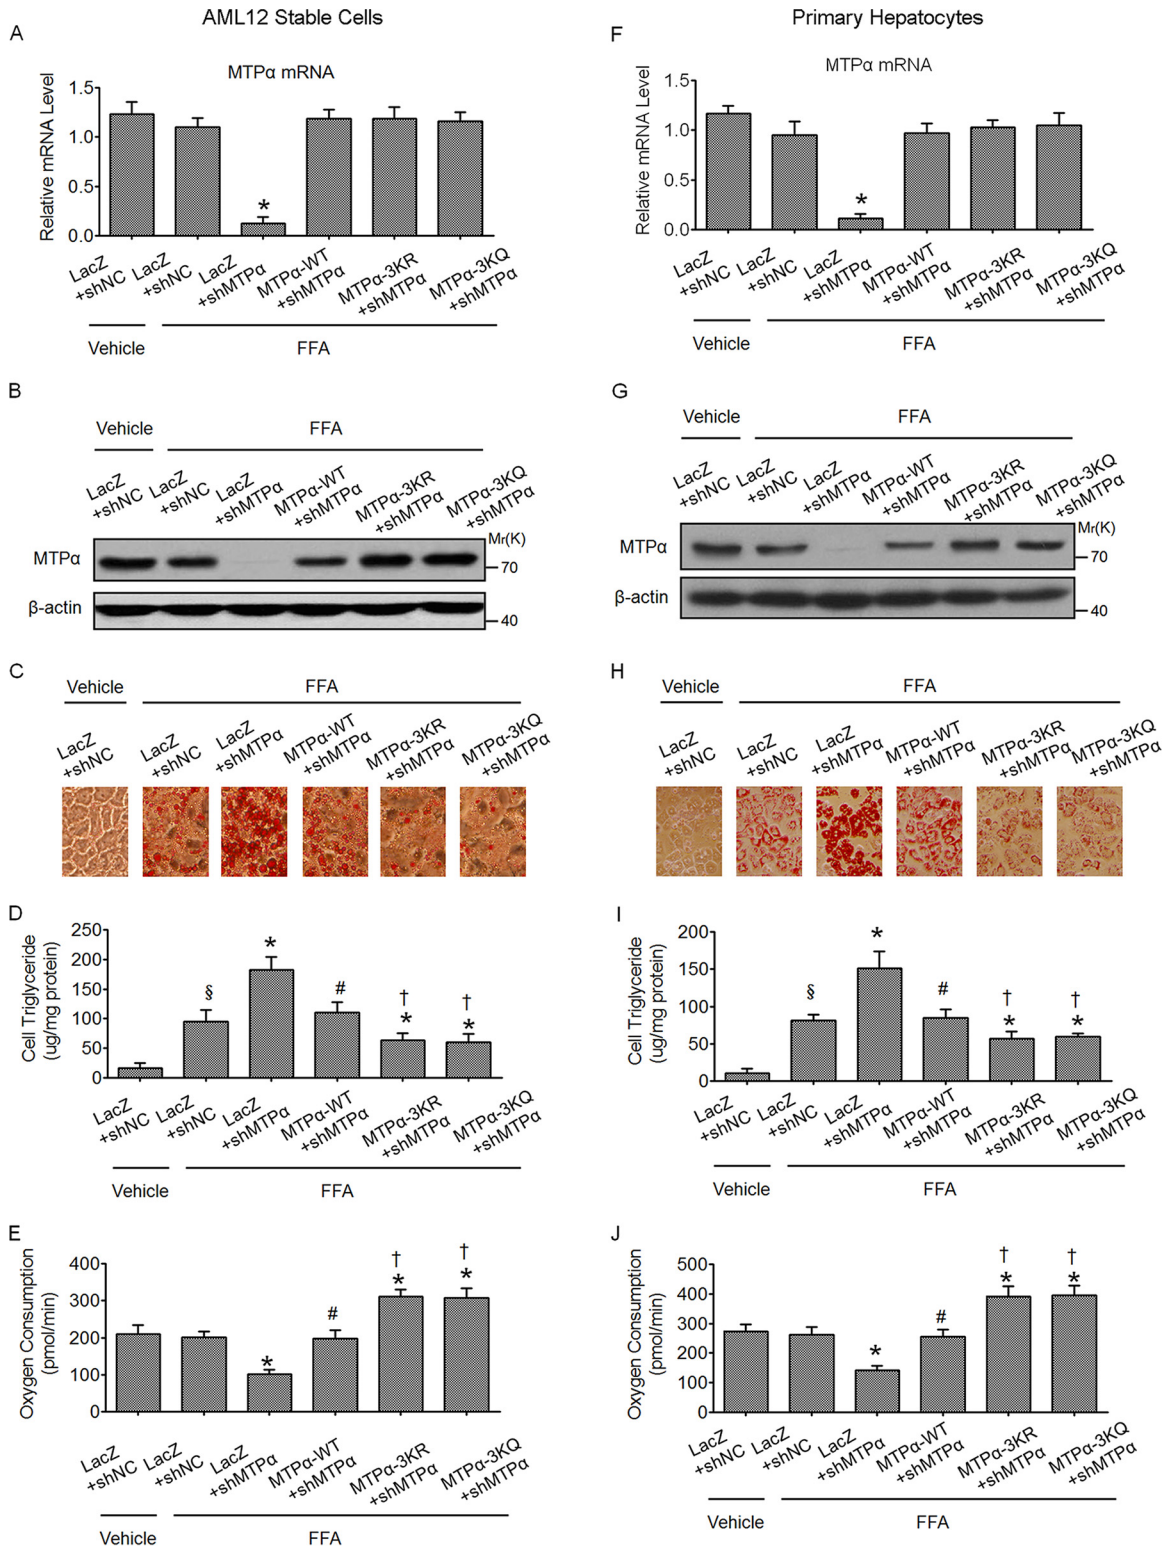 AML12 Stable Cells
A
MTPα mRNA
Relative mRNA Level
1.5
1.0
0.5
0.0
*
LacZ
+shNC
LacZ
+shNC
LacZ
+shMTPα
MTPα-WT
+shMTPα
MTPα-3KR
+shMTPα
MTPα-3KQ
+shMTPα
Vehicle
FFA
B
Vehicle
FFA
LacZ
+shNC
LacZ
+shNC
LacZ
+shMTPα
MTPα-WT
+shMTPα
MTPα-3KR
+shMTPα
MTPα-3KQ
+shMTPα
Mr(K)
MTPα
70
β-actin
40
C
Vehicle
FFA
LacZ
+shNC
LacZ
+shNC
LacZ
+shMTPα
MTPα-WT
+shMTPα
MTPα-3KR
+shMTPα
MTPα-3KQ
+shMTPα
D
Cell Triglyceride
(ug/mg protein)
250
200
150
100
50
0
§
*
#
†
*
†
*
LacZ
+shNC
LacZ
+shNC
LacZ
+shMTPα
MTPα-WT
+shMTPα
MTPα-3KR
+shMTPα
MTPα-3KQ
+shMTPα
Vehicle
FFA
E
Oxygen Consumption
(pmol/min)
400
300
200
100
0
*
#
†
*
†
*
LacZ
+shNC
LacZ
+shNC
LacZ
+shMTPα
MTPα-WT
+shMTPα
MTPα-3KR
+shMTPα
MTPα-3KQ
+shMTPα
Vehicle
FFA
Primary Hepatocytes
F
MTPα mRNA
Relative mRNA Level
1.5
1.0
0.5
0.0
*
LacZ
+shNC
LacZ
+shNC
LacZ
+shMTPα
MTPα-WT
+shMTPα
MTPα-3KR
+shMTPα
MTPα-3KQ
+shMTPα
Vehicle
FFA
G
Vehicle
FFA
LacZ
+shNC
LacZ
+shNC
LacZ
+shMTPα
MTPα-WT
+shMTPα
MTPα-3KR
+shMTPα
MTPα-3KQ
+shMTPα
Mr(K)
MTPα
70
β-actin
40
H
Vehicle
FFA
LacZ
+shNC
LacZ
+shNC
LacZ
+shMTPα
MTPα-WT
+shMTPα
MTPα-3KR
+shMTPα
MTPα-3KQ
+shMTPα
I
Cell Triglyceride
(ug/mg protein)
200
150
100
50
0
§
*
#
†
*
†
*
LacZ
+shNC
LacZ
+shNC
LacZ
+shMTPα
MTPα-WT
+shMTPα
MTPα-3KR
+shMTPα
MTPα-3KQ
+shMTPα
Vehicle
FFA
J
Oxygen Consumption
(pmol/min)
500
400
300
200
100
0
*
#
†
*
†
*
LacZ
+shNC
LacZ
+shNC
LacZ
+shMTPα
MTPα-WT
+shMTPα
MTPα-3KR
+shMTPα
MTPα-3KQ
+shMTPα
Vehicle
FFA